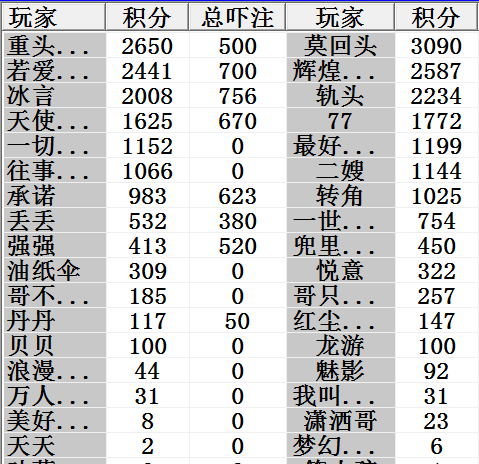 玩家 积分 总吓注 玩家 积分
重头... 2650 500 莫回头 3090
若爱... 2441 700 辉煌... 2587
冰言 2008 756 轨头 2234
天使... 1625 670 77 1772
一切... 1152 0 最好... 1199
往事... 1066 0 二嫂 1144
承诺 983 623 转角 1025
丢丢 532 380 一世... 754
强强 413 520 兜里... 450
油纸伞 309 0 悦意 322
哥不... 185 0 哥只... 257
丹丹 117 50 红尘... 147
贝贝 100 0 龙游 100
浪漫... 44 0 魅影 92
万人... 31 0 我叫... 31
美好... 8 0 潇洒哥 23
天天 2 0 梦幻... 6